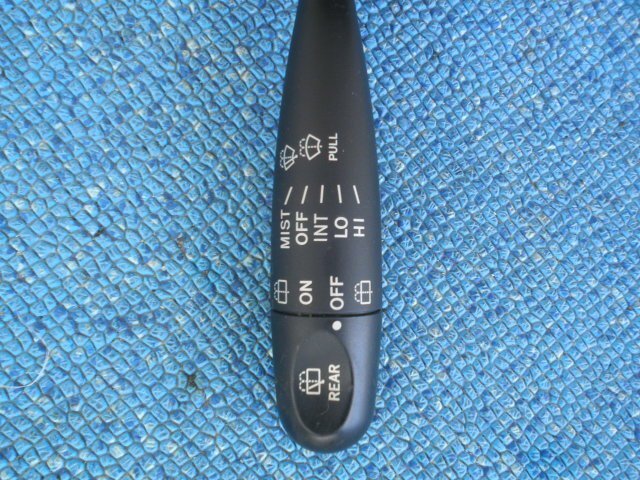 PULL
MIST
OFF
INT
LO
HI
ON
OFF
REAR